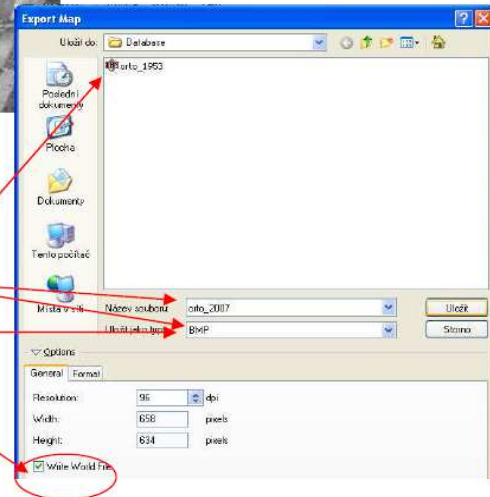 Export Map
Uložit do:
Database
orto_1953
Poslední
dokumenty
Plocha
Dokumenty
Tento počítač
Místa v síti
Název souboru:
orto_2007
Uložit
Uložit jako typ:
BMP
Storno
Options
General
Format
Resolution:
96
dpi
Width:
658
pixels
Height:
634
pixels
Write World File